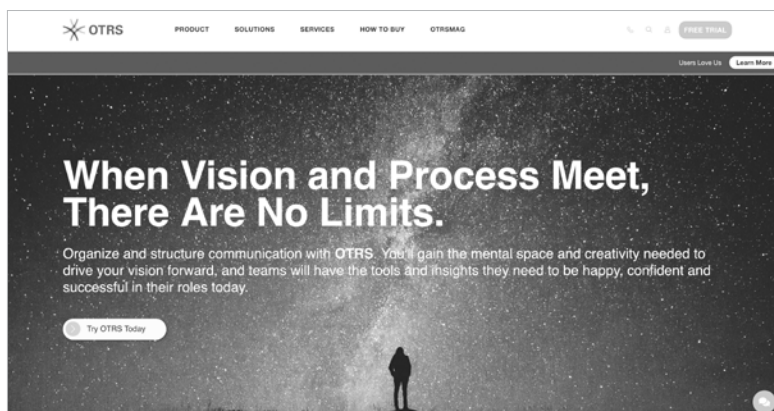 OTRS
PRODUCT SOLUTIONS SERVICES HOW TO BUY OTRSMAG
FREE TRIAL
Users Love Us Learn More
When Vision and Process Meet,
There Are No Limits.
Organize and structure communication with OTRS. You'll gain the mental space and creativity needed to
drive your vision forward, and teams will have the tools and insights they need to be happy, confident and
successful in their roles today.
Try OTRS Today